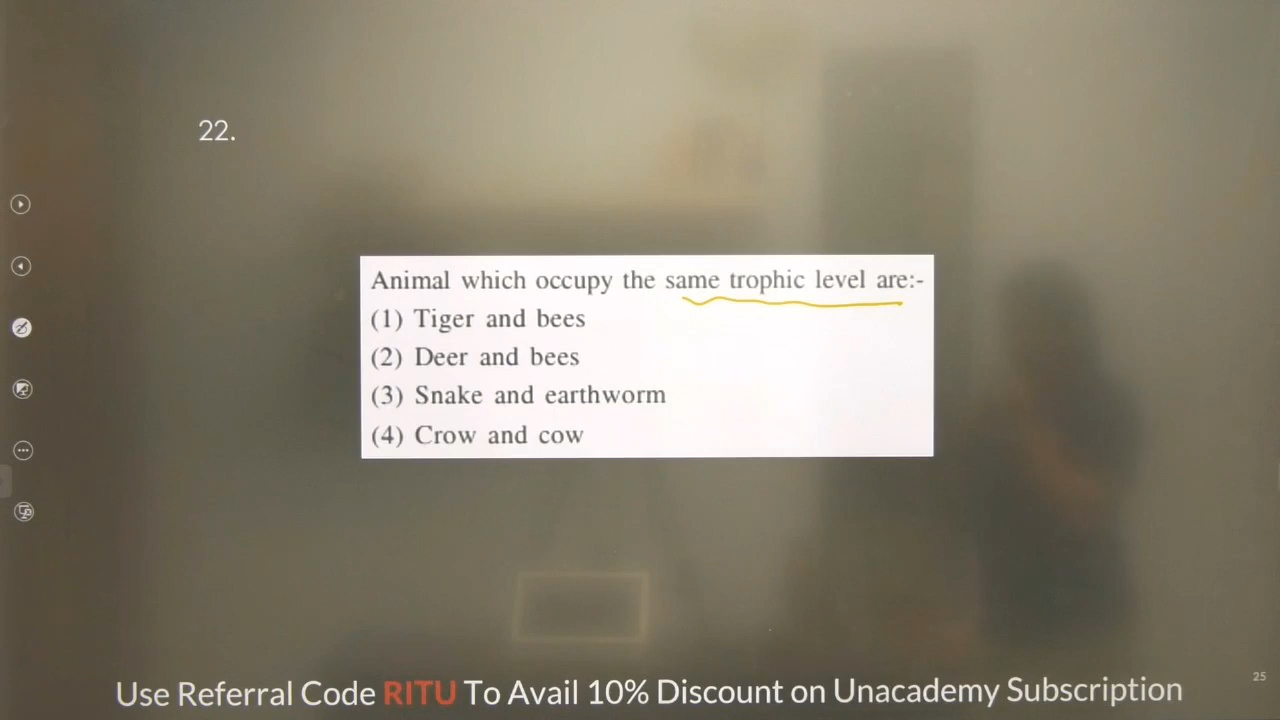 22.
Animal which occupy the same trophic level are:-
(1) Tiger and bees
(2) Deer and bees
(3) Snake and earthworm
(4) Crow and cow
Use Referral Code RITU To Avail 10% Discount on Unacademy Subscription
25